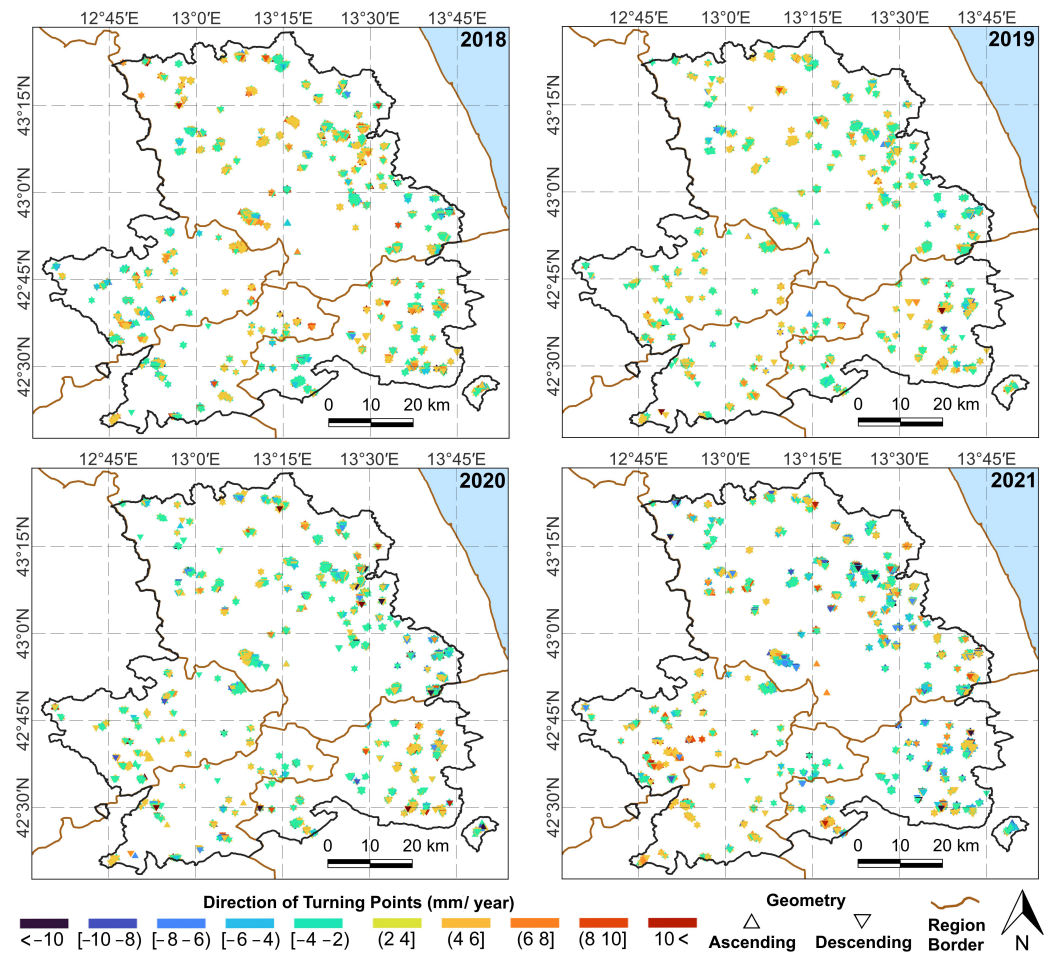 12°45'E 13°0'E 13°15'E 13°30'E 13°45'E 12°45'E 13°0'E 13°15'E 13°30'E 13°45'E
2018 2019
43°15'N 43°15'N
43°0'N 43°0'N
42°45'N 42°45'N
42°30'N 42°30'N
0 10 20 km 0 10 20 km
12°45'E 13°0'E 13°15'E 13°30'E 13°45'E 12°45'E 13°0'E 13°15'E 13°30'E 13°45'E
2020 2021
43°15'N 43°15'N
43°0'N 43°0'N
42°45'N 42°45'N
42°30'N 42°30'N
0 10 20 km 0 10 20 km
Direction of Turning Points (mm/ year) Geometry Region
< −10 [-10 −8) [-8 −6) [-6 −4) [-4 −2) (2 4] (4 6] (6 8] (8 10] 10 < Ascending Descending Border N